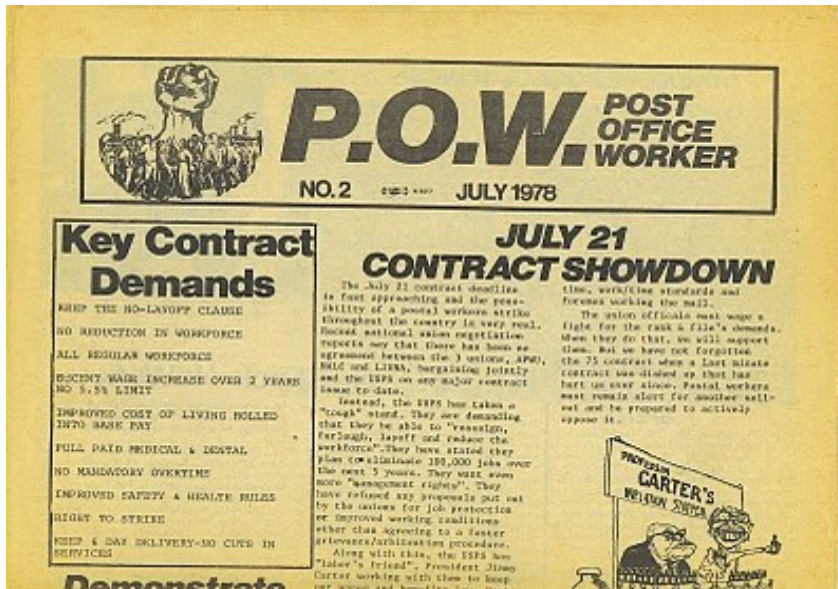 P.O.W. POST
OFFICE
WORKER
NO.2 JULY 1978
Key Contract
Demands
KEEP THE NO-LAYOFF CLAUSE
NO REDUCTION IN WORKFORCE
ALL REGULAR WORKFORCE
WAGE INCREASE OVER 2 YEARS
NO 5.5% LIMIT
IMPROVED COST OF LIVING ROLLED
INTO BASE PAY
FULL PAID MEDICAL & DENTAL
NO MANDATORY OVERTIME
IMPROVED SAFETY & HEALTH RULES
RIGHT TO STRIKE
KEEP 6 DAY DELIVERY-NO CUTS IN
SERVICES
Demonstrate
JULY 21
CONTRACT SHOWDOWN
The July 21 contract deadline
is fast approaching and the poss-
ibility of a postal workers strike
throughout the country is very real.
Recent national union negotiation
reports say that there has been no
agreement between the 3 unions, APWU,
NALC and LIUNA, bargaining jointly
and the USPS on any major contract
issue to date.
Instead, the USPS has taken a
"tough" stand. They are demanding
that they be able to "reassign,
furlough, layoff and reduce the
workforce". They have stated they
plan to eliminate 100,000 jobs over
the next 5 years. They want even
more "management rights". They
have refused any proposals put out
by the unions for job protection
or improved working conditions
other than agreeing to a faster
grievance/arbitration procedure.
Along with this, the USPS has
"labor's friend", President Jimmy
Carter working with them to keep
our wages and benefits
time, work/time standards and
foremen working the mail.
The union officials must wage a
fight for the rank & file's demands.
When they do that, we will support
them. But we have not forgotten
the 75 contract when a last minute
contract was dished us that has
hurt us ever since. Postal workers
must remain alert for another sell-
out and be prepared to actively
oppose it.
CARTER'S